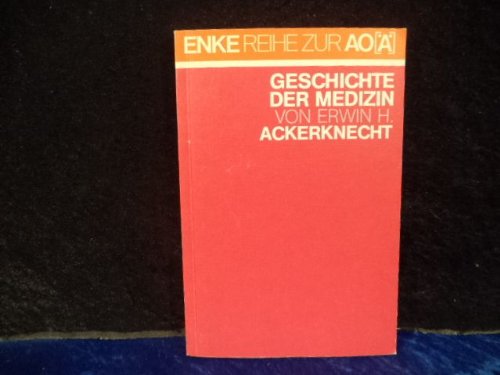 ENKE REIHE ZUR AO[Ä]
GESCHICHTE
DER MEDIZIN
VON ERWIN H.
ACKERKNECHT